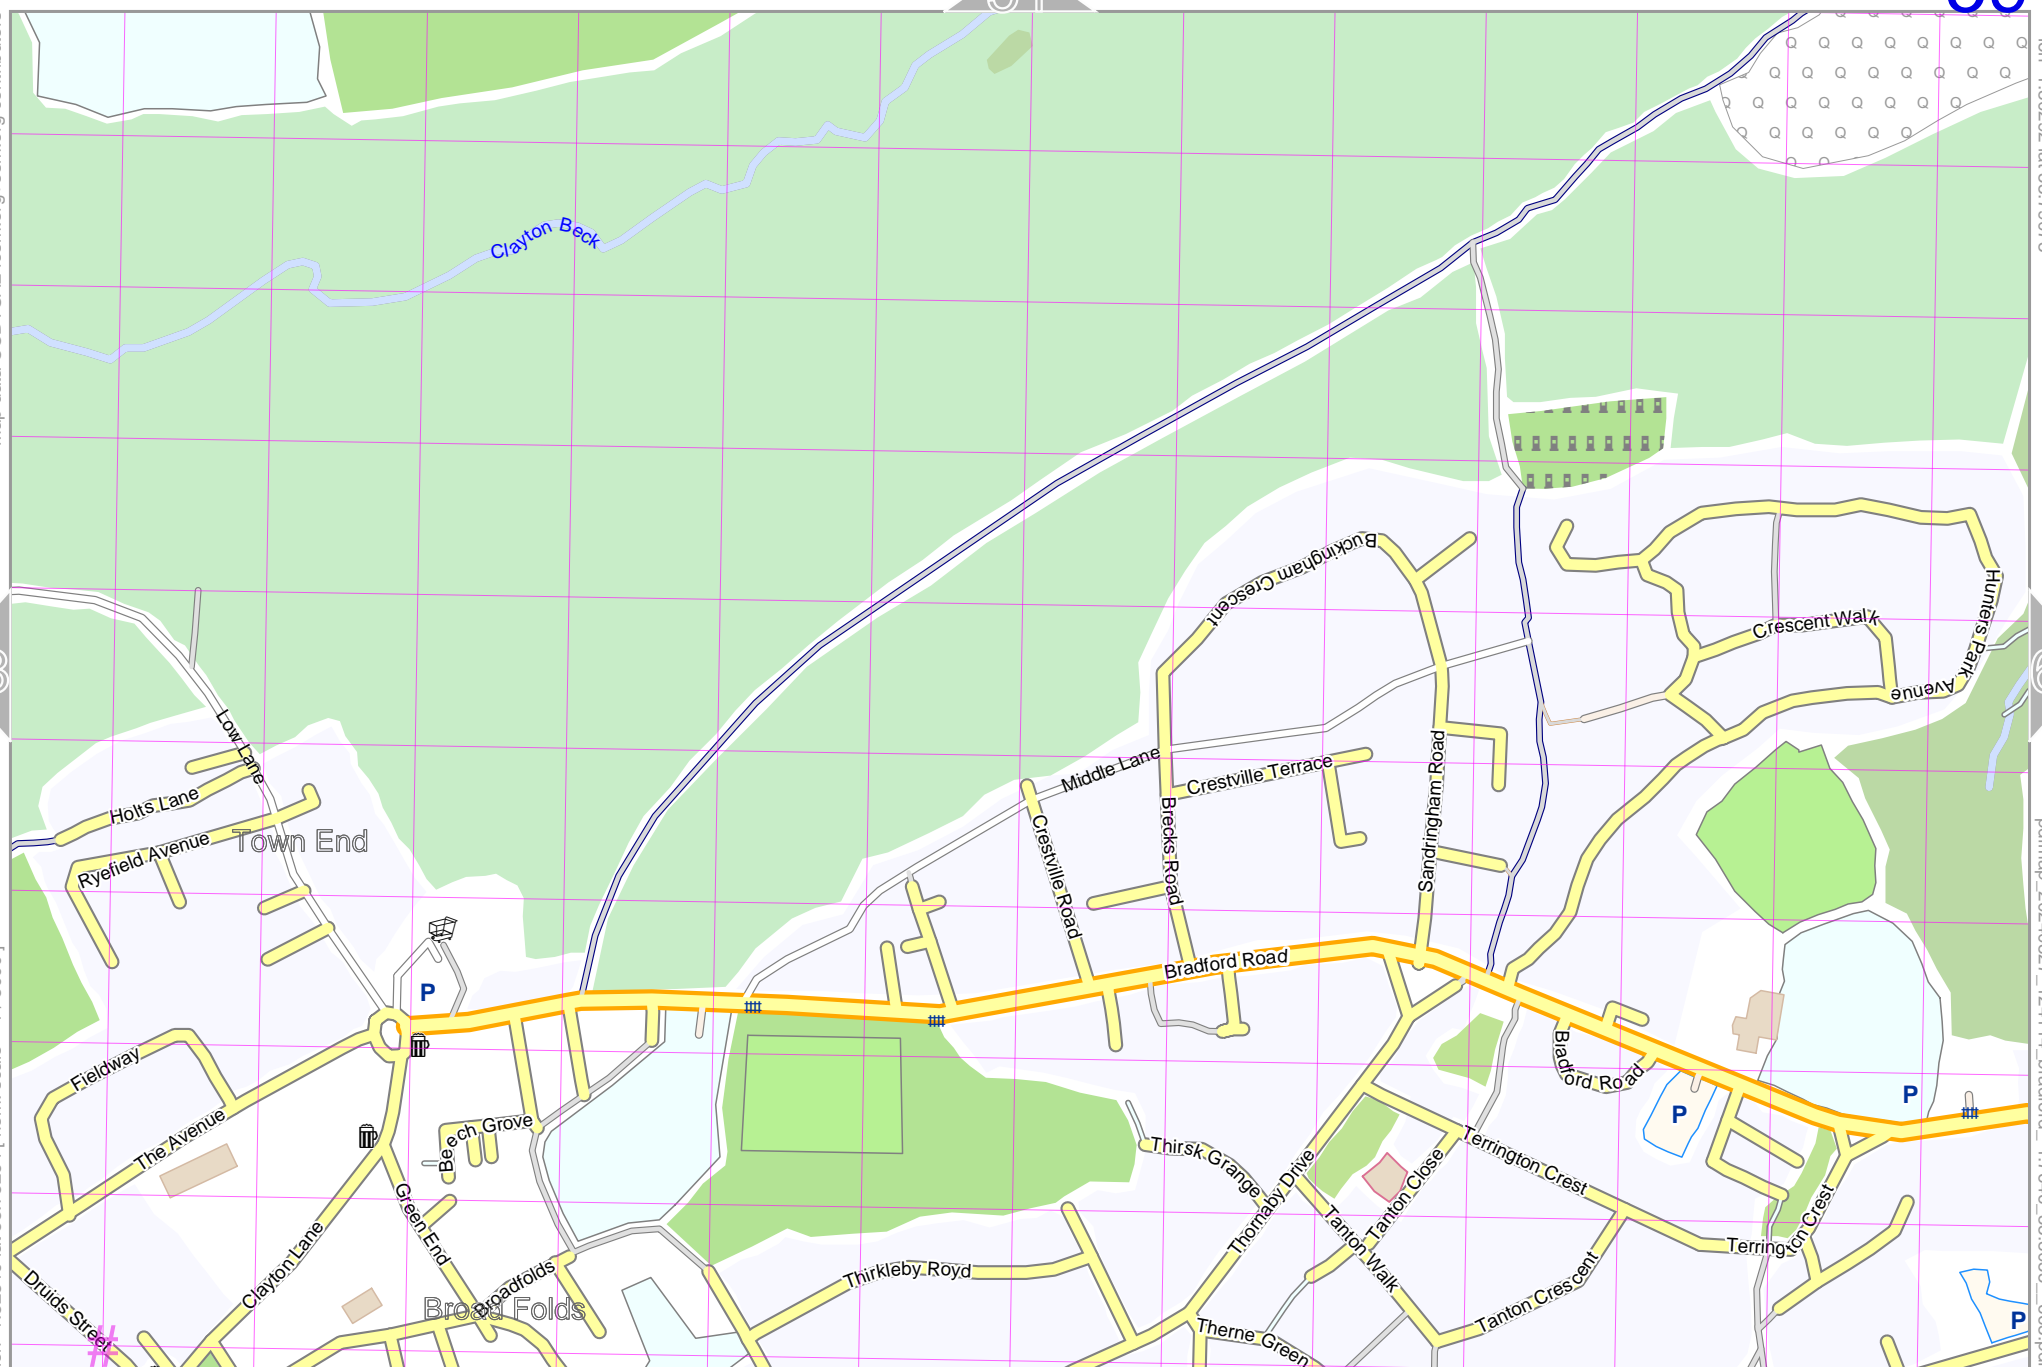 Clayton Beck
Buckingham Crescent
Hunters Park Avenue
Crescent Walk
Low Lane
Holts Lane
Ryefield Avenue
Town End
Middle Lane
Crestville Terrace
Crestville Road
Brecks Road
Sandringham Road
Bradford Road
P
Fieldway
The Avenue
Beech Grove
Bradford Road
P
P
Thirsk Grange
Thornaby Drive
Terrington Crest
Tanton Close
Tanton Walk
Terrington Crest
Green End
Clayton Lane
Broadfolds
Broad Folds
Thirkleby Royd
Tanton Crescent
Therne Green
Druids Street
#
P